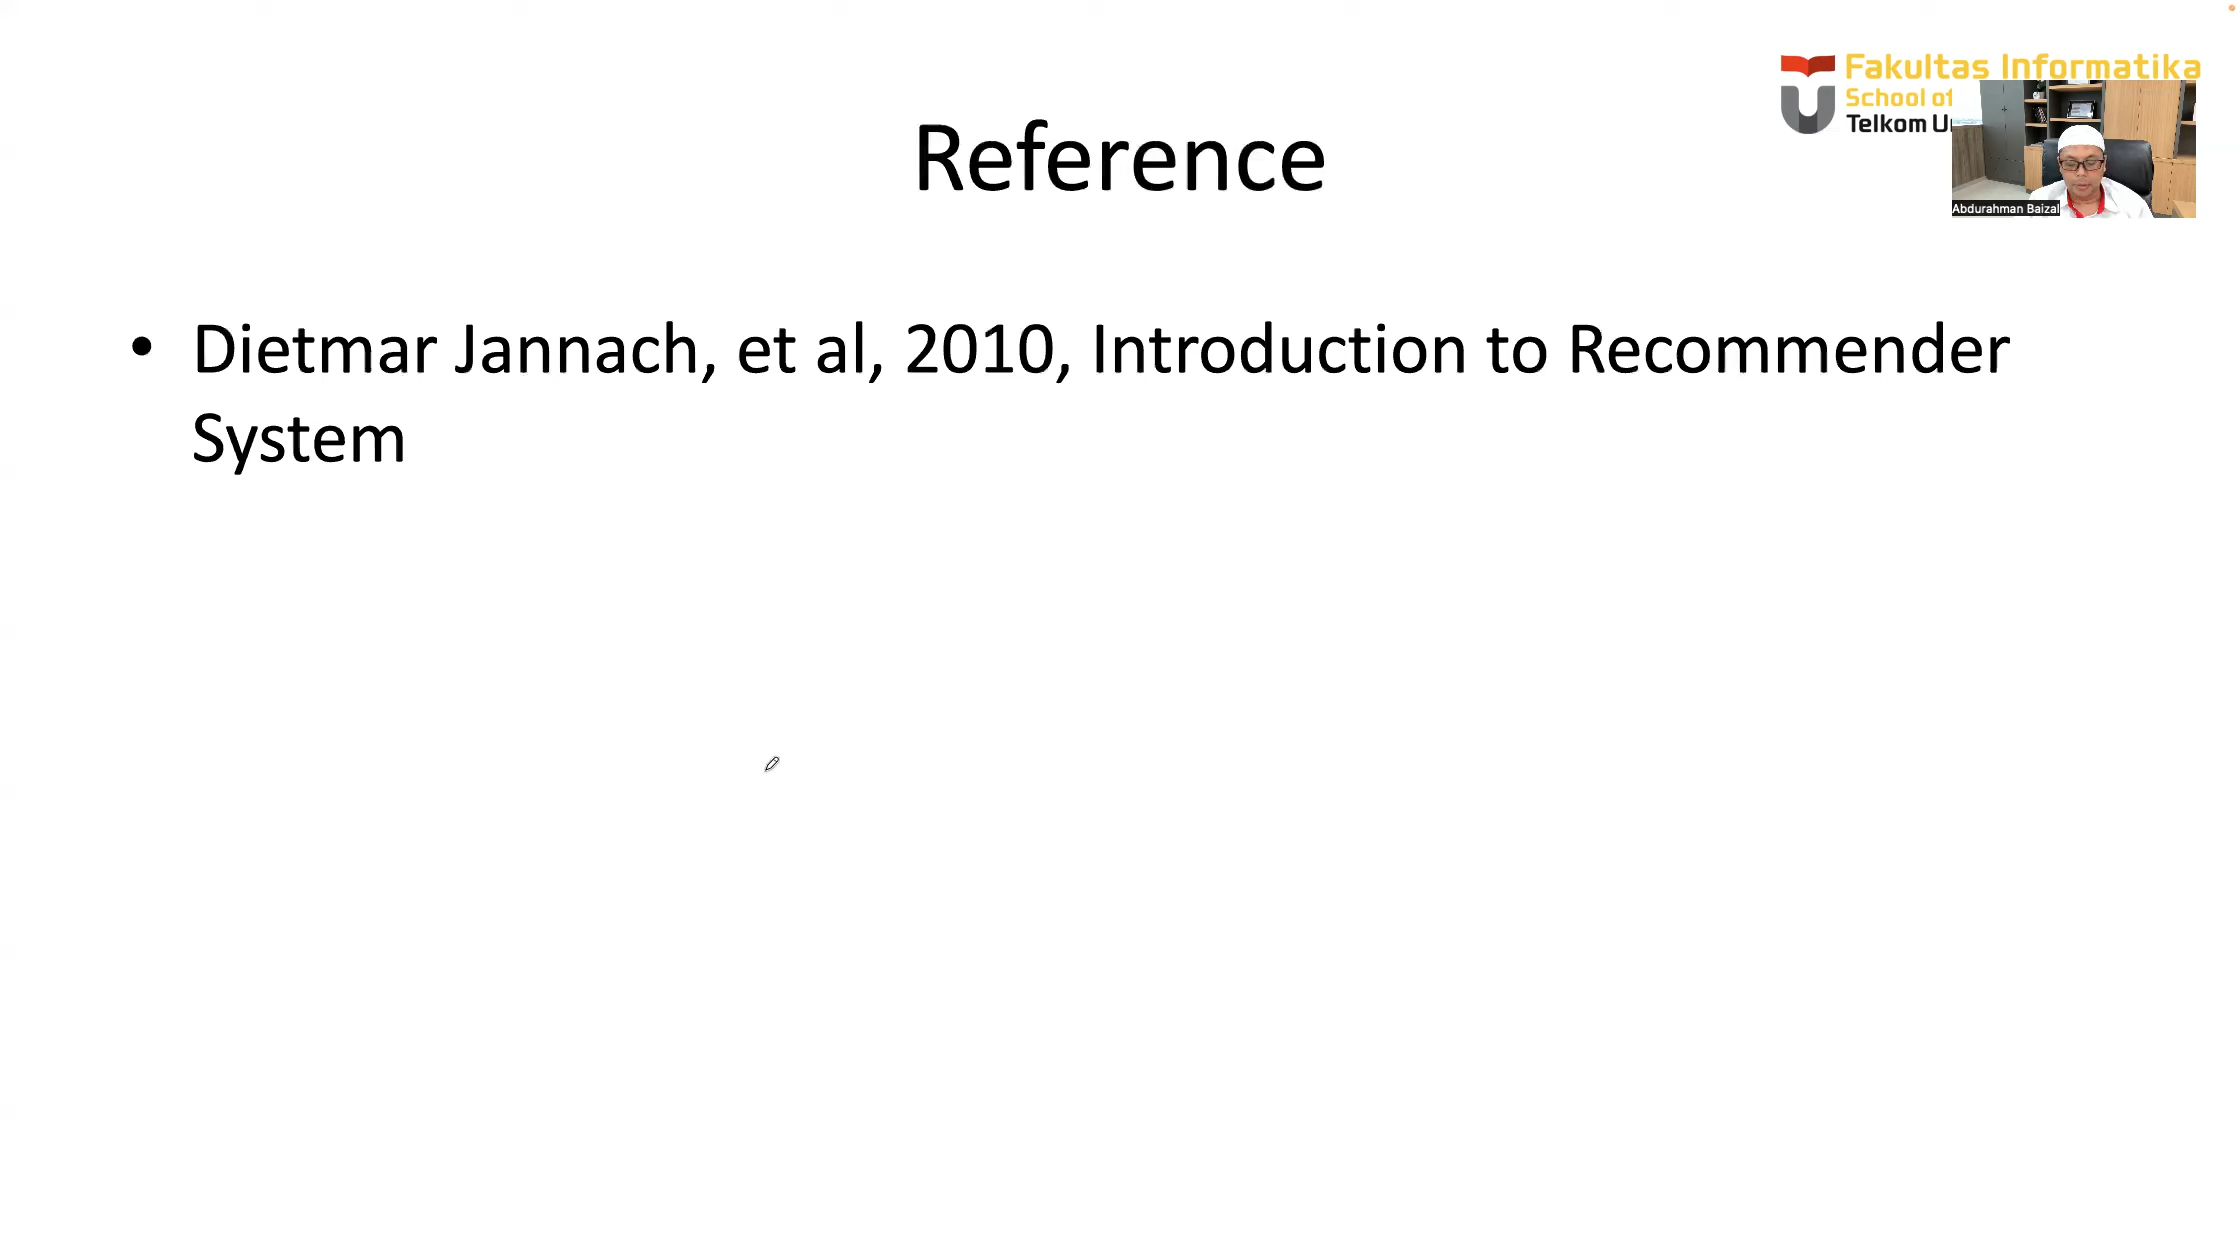 Fakultas Informatika
School of
Telkom
Abdurahman Baizal
Reference
• Dietmar Jannach, et al, 2010, Introduction to Recommender
System